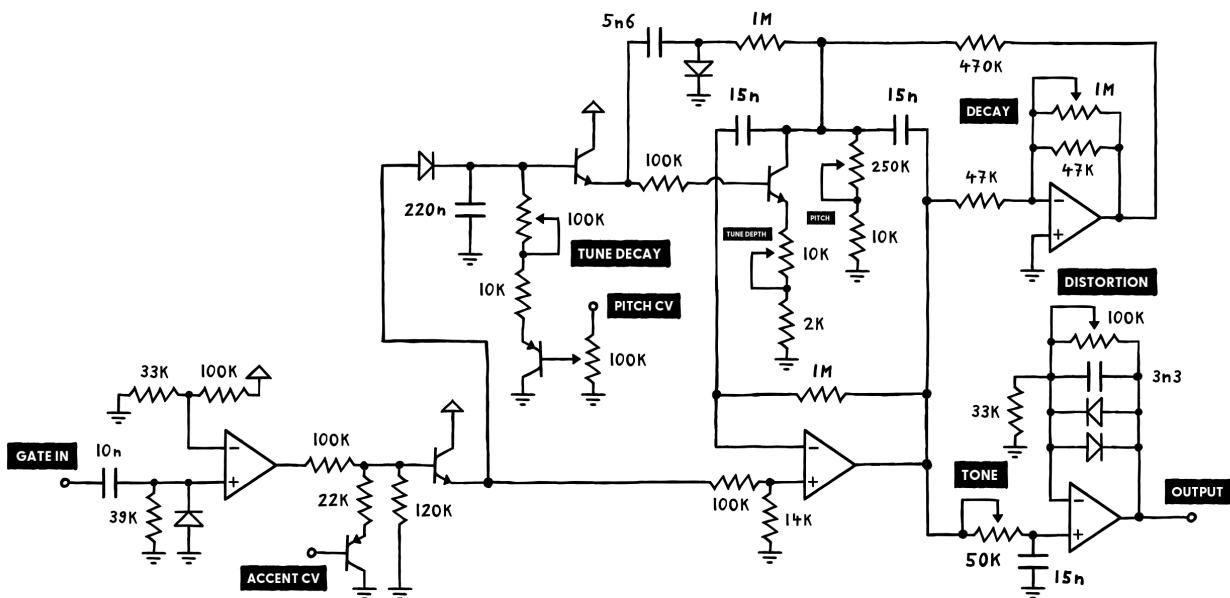 5n6
1M
470K
15n
15n
DECAY
1M
47K
100K
250K
47K
220n
100K
PITCH
TUNE DEPTH
10K
10K
TUNE DECAY
DISTORTION
10K
PITCH CV
2K
100K
33K
100K
100K
1M
3n3
33K
GATE IN
10n
100K
TONE
OUTPUT
39K
22K
120K
100K
14K
50K
15n
ACCENT CV